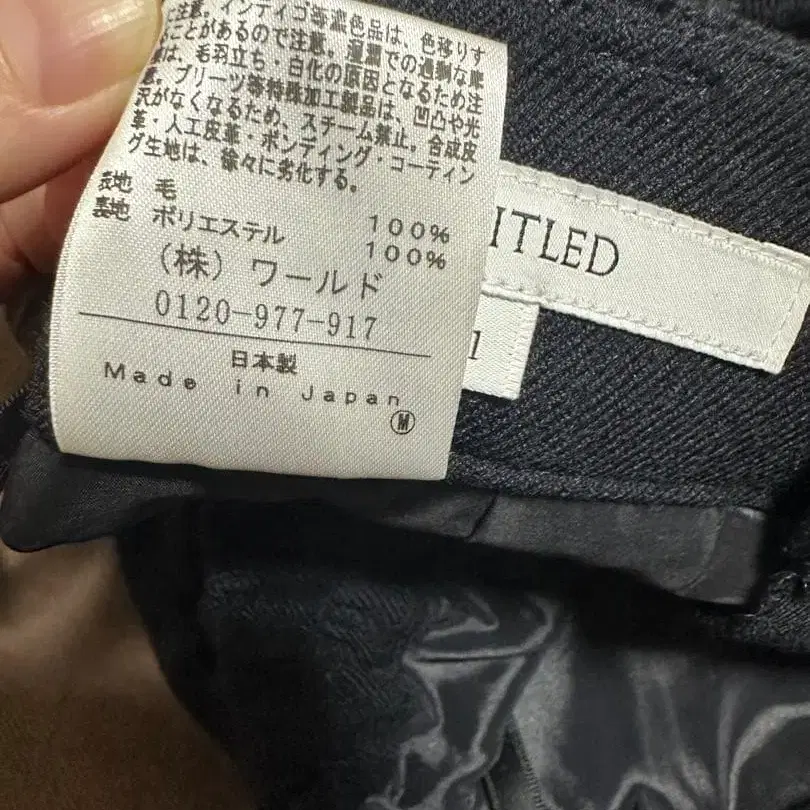 に注意。インディゴ等濃色品は、色移りす
ことがあるので注意。湿潤での過剰な摩
は、毛羽立ち・白化の原因となるため注
意。プリーツ等特殊加工製品は、凹凸や光
沢がなくなるため、スチーム禁止。合成皮
革・人工皮革・ボンディング・コーティン
グ生地は、徐々に劣化する。
表地 毛 100%
裏地 ポリエステル 100%
(株) ワールド
0120-977-917
日本製
Made in Japan
M
ITLED
1